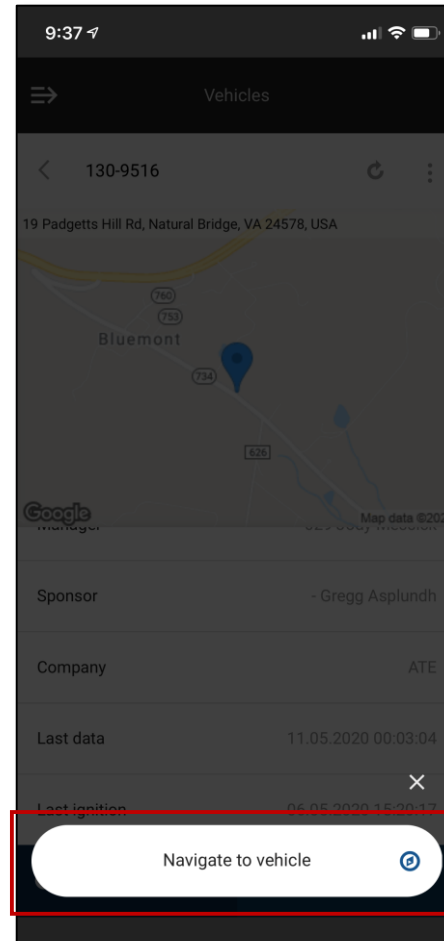 9:37
Vehicles
130-9516
19 Padgetts Hill Rd, Natural Bridge, VA 24578, USA
760
753
Bluemont
734
626
Google
Map data ©202
Manager
Sponsor - Gregg Asplundh
Company ATE
Last data 11.05.2020 00:03:04
Last ignition 06.05.2020 15:20:17
Navigate to vehicle